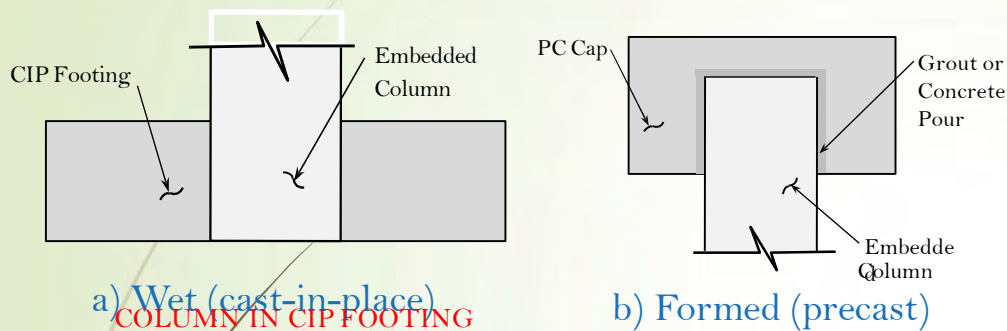 CIP Footing
Embedded
Column
a) Wet (cast-in-place)
COLUMN IN CIP FOOTING
PC Cap
Grout or
Concrete
Pour
Embedde
d
Column
b) Formed (precast)